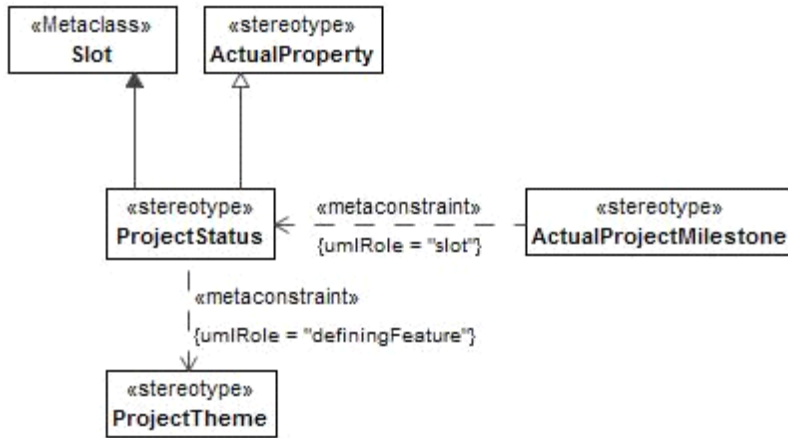 «Metaclass»
Slot
«stereotype»
ActualProperty
«stereotype»
ProjectStatus
«metaconstraint»
{umlRole = "slot"}
«stereotype»
ActualProjectMilestone
«metaconstraint»
{umlRole = "definingFeature"}
«stereotype»
ProjectTheme